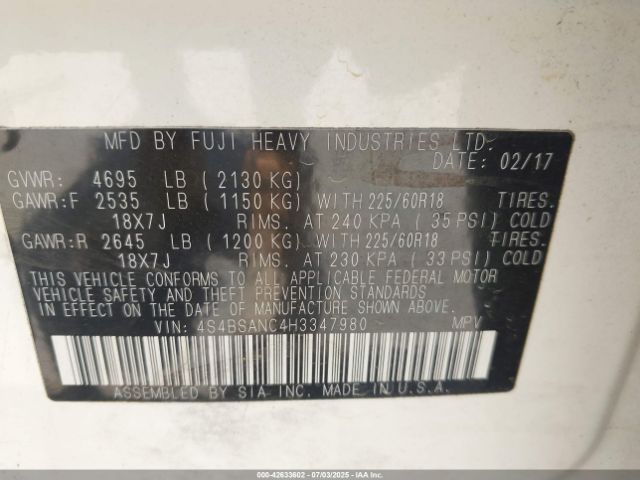 MFD BY FUJI HEAVY INDUSTRIES LTD.
DATE: 02/17
GVWR: 4695 LB ( 2130 KG)
GAWR:F 2535 LB ( 1150 KG) WITH 225/60R18 TIRES.
18X7J RIMS. AT 240 KPA ( 35 PSI) COLD
GAWR:R 2645 LB ( 1200 KG) WITH 225/60R18 TIRES.
18X7J RIMS. AT 230 KPA ( 33 PSI) COLD
THIS VEHICLE CONFORMS TO ALL APPLICABLE FEDERAL MOTOR
VEHICLE SAFETY AND THEFT PREVENTION STANDARDS IN EFFECT
ON THE DATE OF MANUFACTURE SHOWN ABOVE.
VIN: 4S4BSANC4H3347980 MPV
ASSEMBLED BY SIA INC. MADE IN U.S.A.
000-42633602 - 07/03/2025 - IAAI.COM